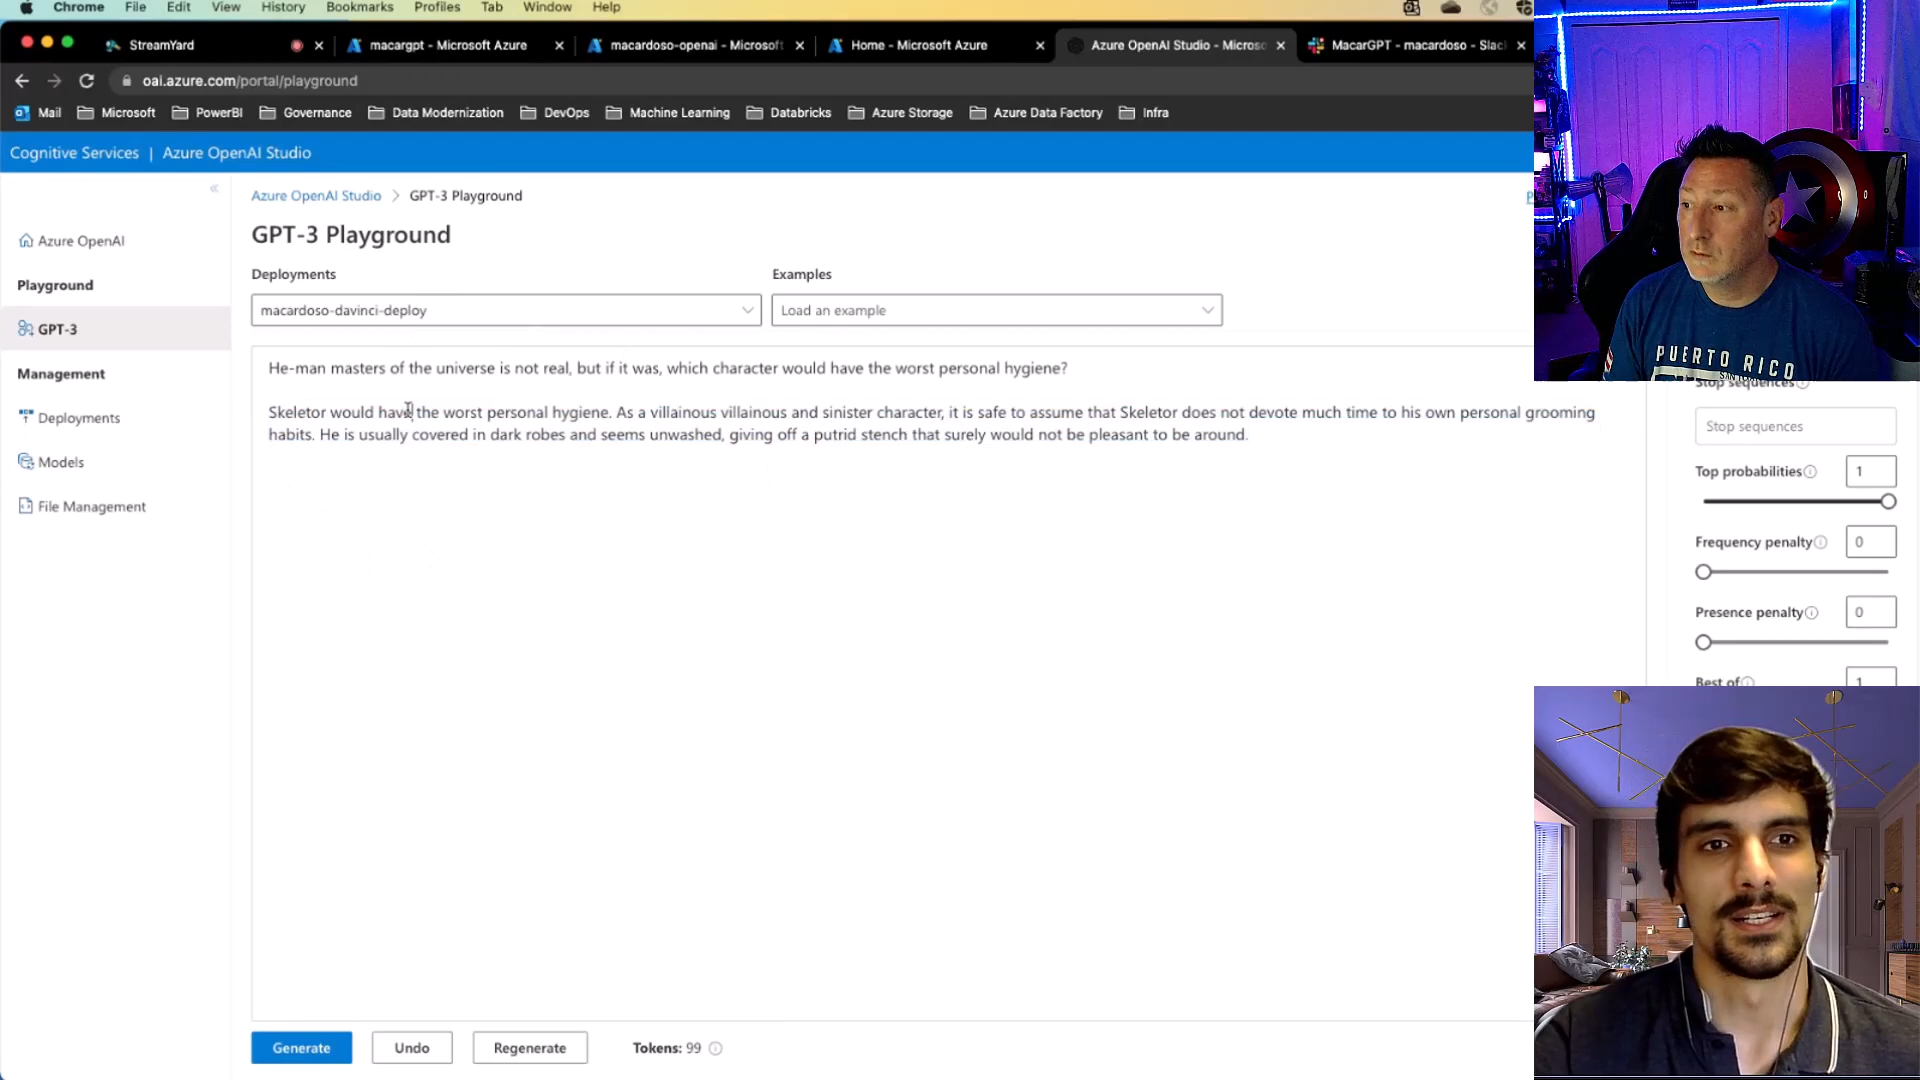 Chrome File Edit View History Bookmarks Profiles Tab Window Help
StreamYard
macargpt - Microsoft Azure
macardoso-openai - Microsoft
Home - Microsoft Azure
Azure OpenAI Studio - Microso
MacarGPT - macardoso - Slac
oai.azure.com/portal/playground
Mail Microsoft PowerBI Governance Data Modernization DevOps Machine Learning Databricks Azure Storage Azure Data Factory Infra
Cognitive Services | Azure OpenAI Studio
Azure OpenAI Studio > GPT-3 Playground
GPT-3 Playground
Azure OpenAI
Playground
GPT-3
Management
Deployments
Models
File Management
Deployments
macardoso-davinci-deploy
Examples
Load an example
He-man masters of the universe is not real, but if it was, which character would have the worst personal hygiene?
Skeletor would have the worst personal hygiene. As a villainous villainous and sinister character, it is safe to assume that Skeletor does not devote much time to his own personal grooming
habits. He is usually covered in dark robes and seems unwashed, giving off a putrid stench that surely would not be pleasant to be around.
Generate
Undo
Regenerate
Tokens: 99
Stop sequences
Stop sequences
Top probabilities 1
Frequency penalty 0
Presence penalty 0
Best of 1
PUERTO RICO